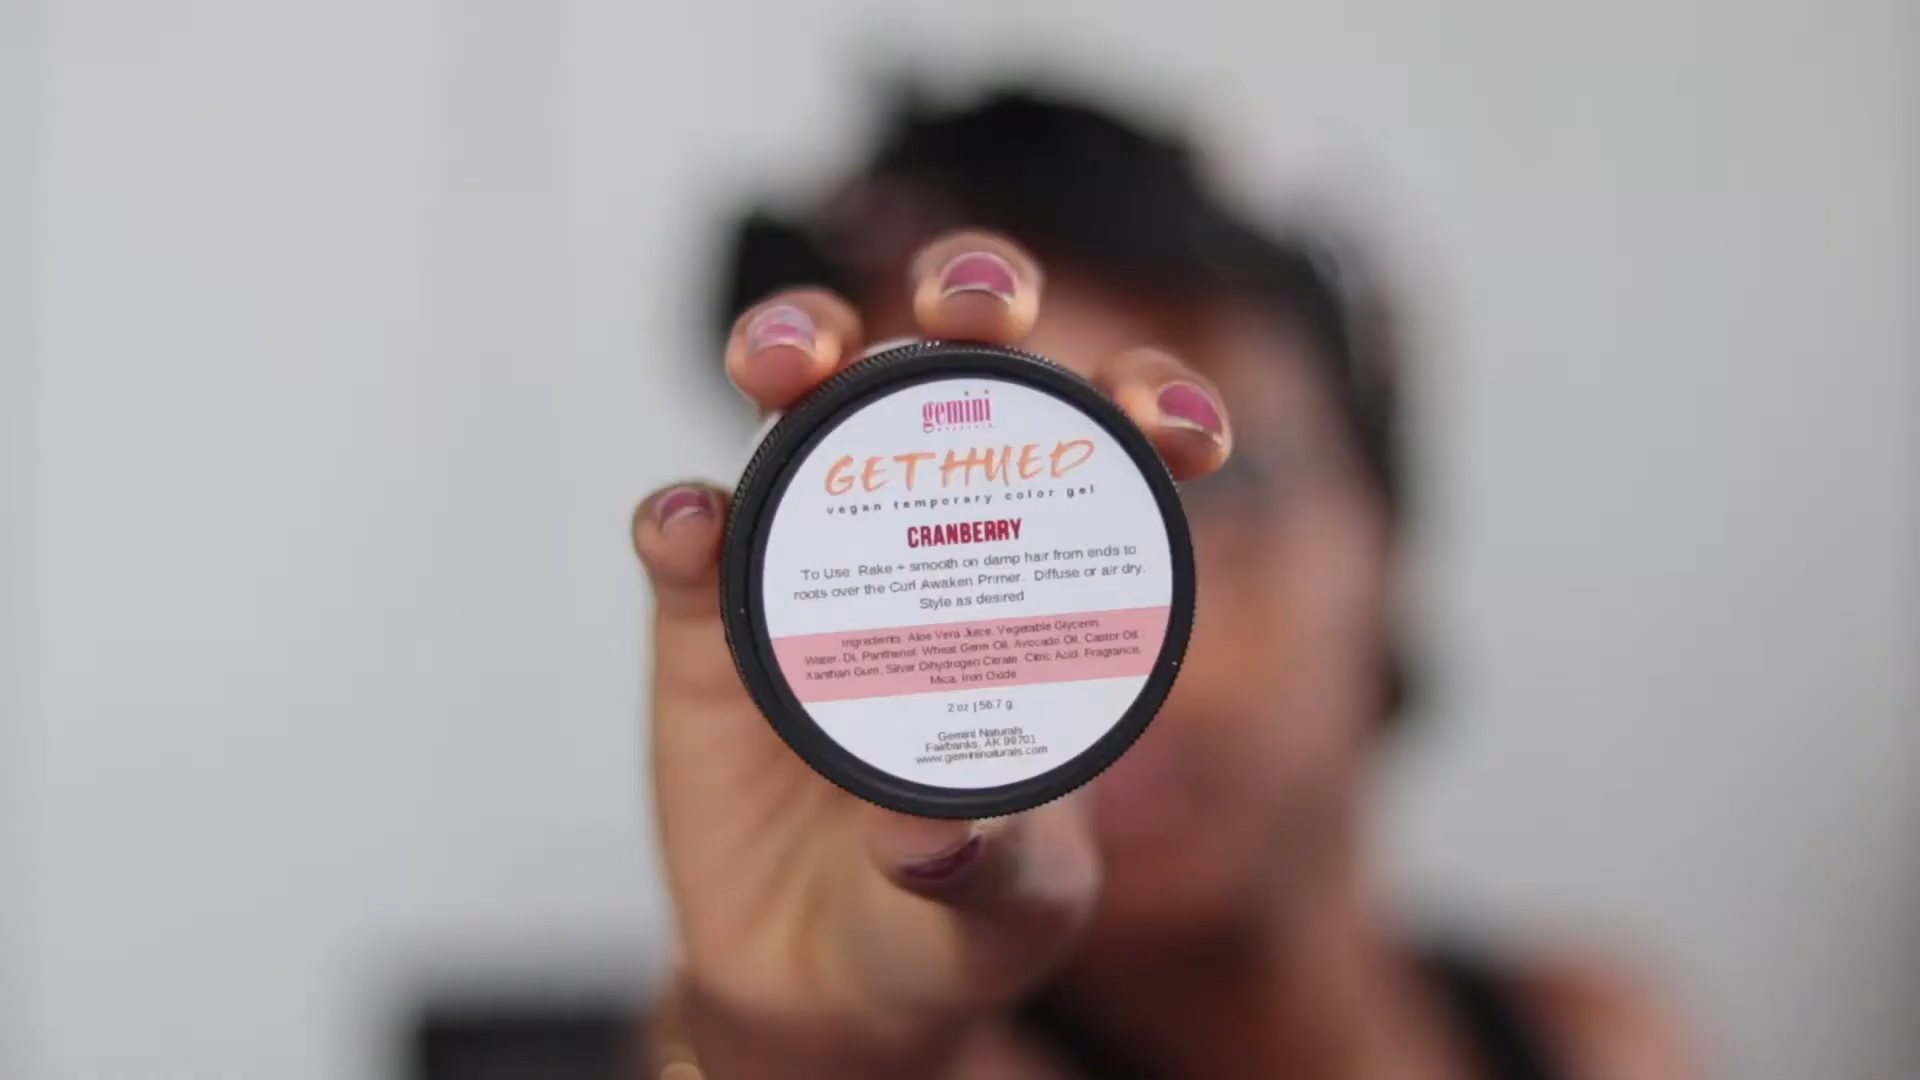 gemini
naturals
GET HUED
vegan temporary color gel
CRANBERRY
To Use: Rake + smooth on damp hair from ends to
roots over the Curl Awaken Primer. Diffuse or air dry.
Style as desired
Ingredients: Aloe Vera Juice, Vegetable Glycerin,
Water, DI, Panthenol, Wheat Germ Oil, Avocado Oil, Castor Oil
Xanthan Gum, Silver Dihydrogen Citrate, Citric Acid, Fragrance,
Mica, Iron Oxide
2 oz | 56.7 g
Gemini Naturals
Fairbanks, AK 99701
www.gemininaturals.com